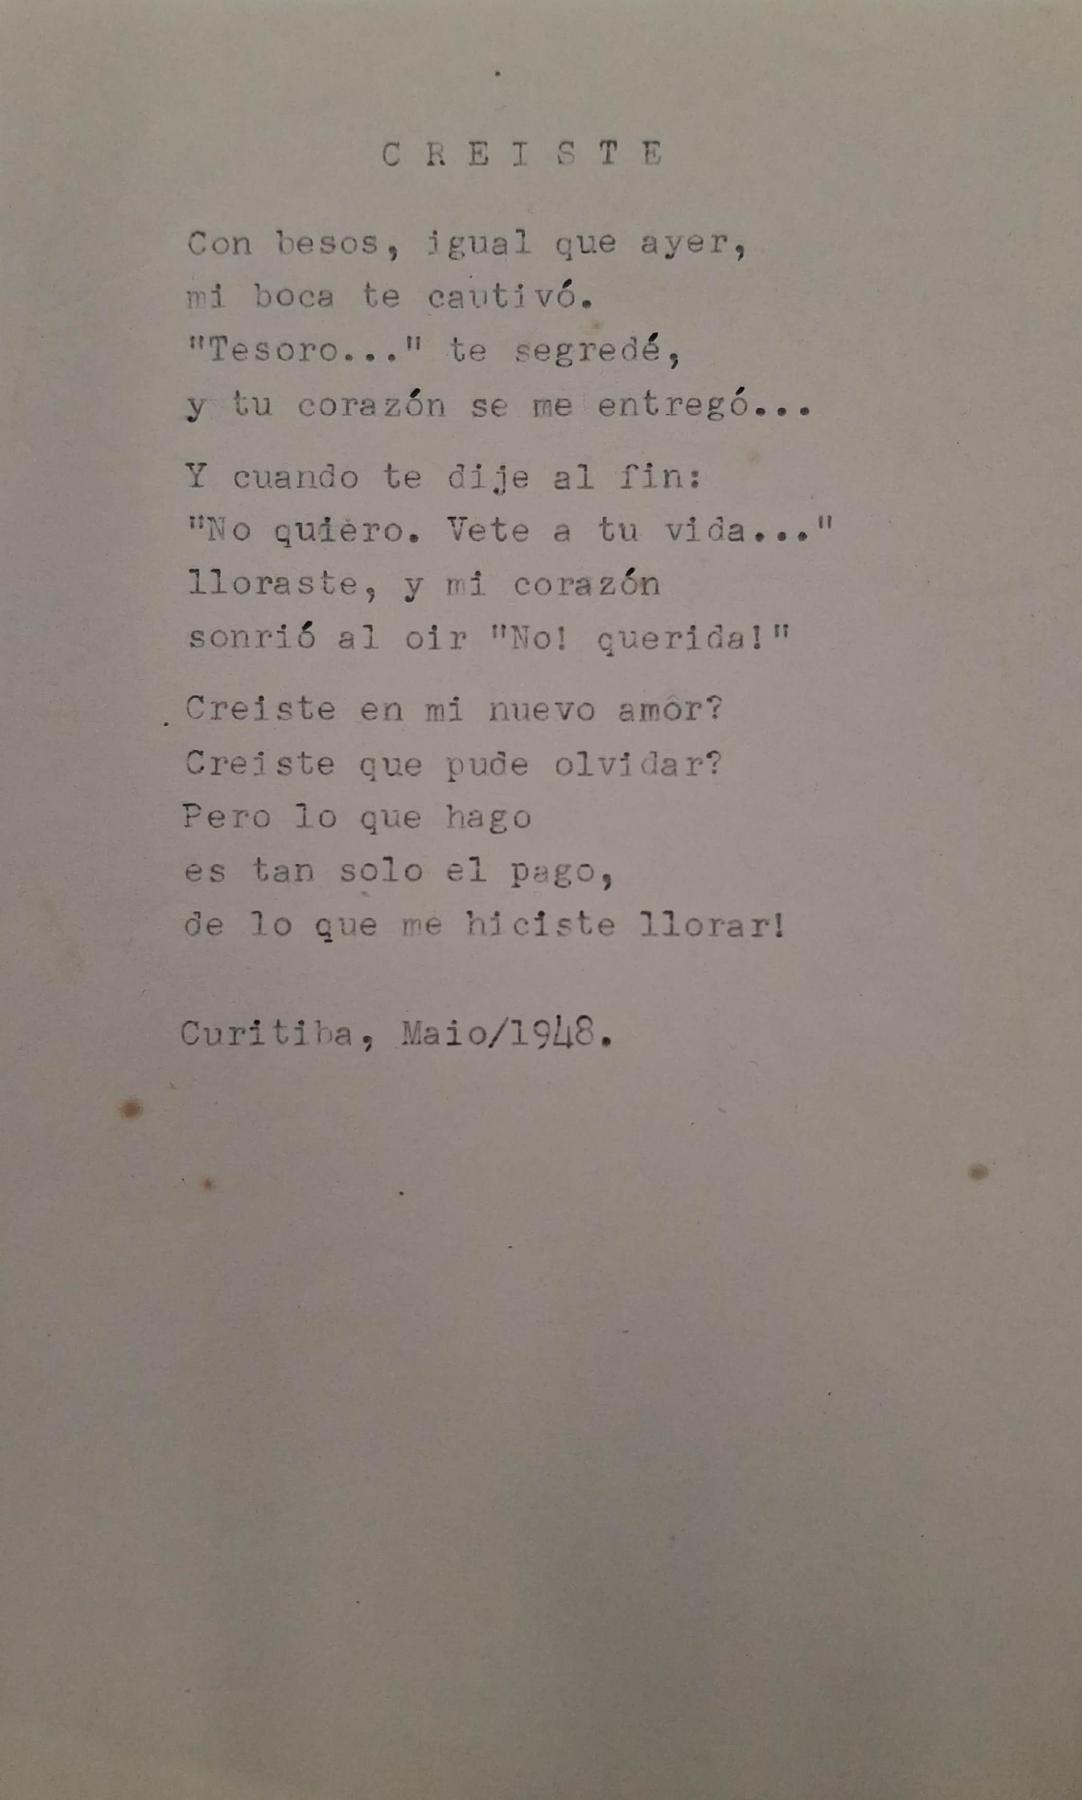 C R E I S T E
Con besos, igual que ayer,
mi boca te cautivó.
"Tesoro..." te segredé,
y tu corazón se me entregó...
Y cuando te dije al fin:
"No quiero. Vete a tu vida..."
lloraste, y mi corazón
sonrió al oir "No! querida!"
Creiste en mi nuevo amor?
Creiste que pude olvidar?
Pero lo que hago
es tan solo el pago,
de lo que me hiciste llorar!
Curitiba, Maio/1948.